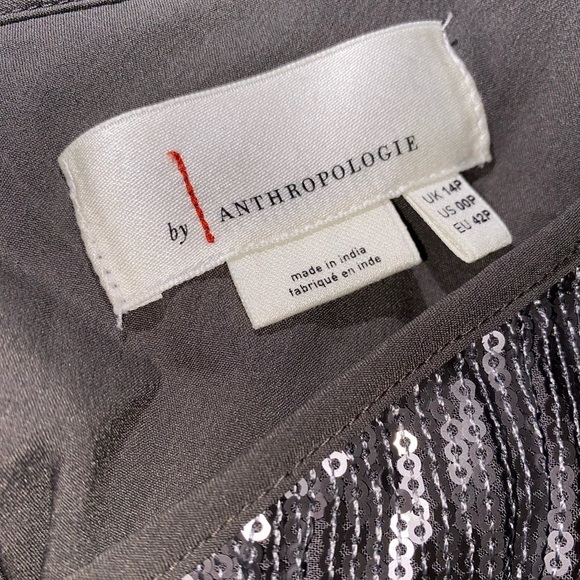 by ANTHROPOLOGIE
made in india
fabriqué en inde
UK 14P
US 00P
EU 42P